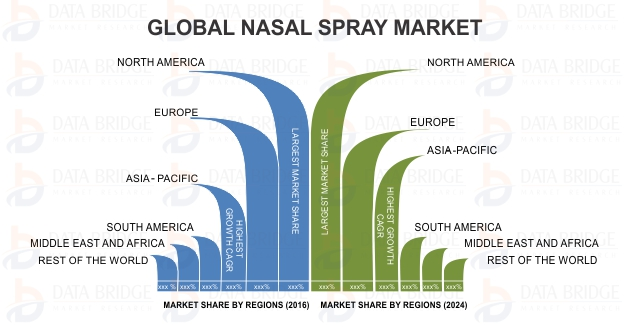 GLOBAL NASAL SPRAY MARKET
NORTH AMERICA
EUROPE
ASIA-PACIFIC
SOUTH AMERICA
MIDDLE EAST AND AFRICA
REST OF THE WORLD
HIGHEST
GROWTH CAGR
LARGEST MARKET SHARE
xxx %
xxx %
xxx %
xxx %
xxx%
xxx%
MARKET SHARE BY REGIONS (2016)
NORTH AMERICA
EUROPE
ASIA-PACIFIC
SOUTH AMERICA
MIDDLE EAST AND AFRICA
REST OF THE WORLD
LARGEST MARKET SHARE
HIGHEST GROWTH
CAGR
xxx%
xxx%
xxx%
xxx%
xxx%
xxx%
MARKET SHARE BY REGIONS (2024)
DATA BRIDGE